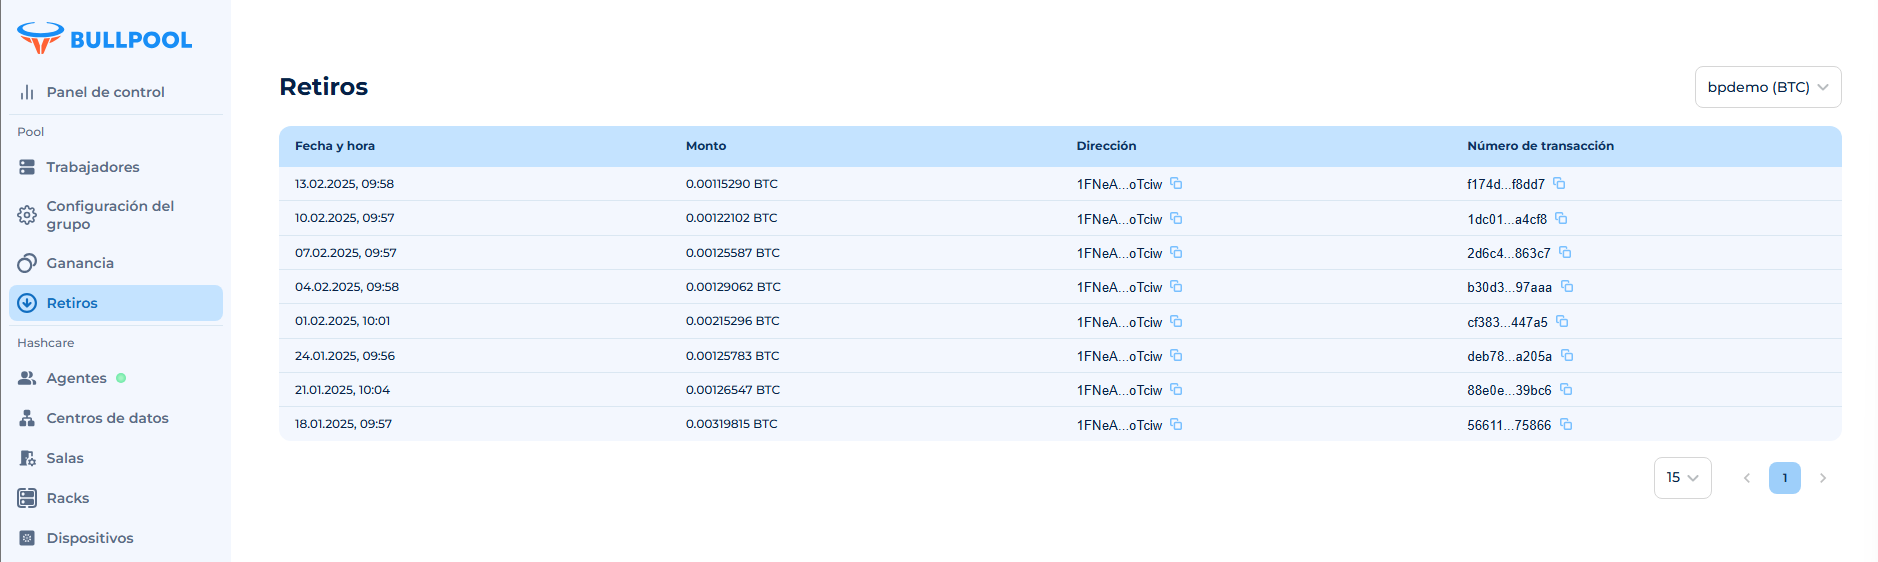 BULLPOOL
Panel de control
Pool
Trabajadores
Configuración del
grupo
Ganancia
Retiros
Hashcare
Agentes
Centros de datos
Salas
Racks
Dispositivos
Retiros
bpdemo (BTC)
Fecha y hora Monto Dirección Número de transacción
13.02.2025, 09:58 0.00115290 BTC 1FNeA...oTciw f174d...f8dd7
10.02.2025, 09:57 0.00122102 BTC 1FNeA...oTciw 1dc01...a4cf8
07.02.2025, 09:57 0.00125587 BTC 1FNeA...oTciw 2d6c4...863c7
04.02.2025, 09:58 0.00129062 BTC 1FNeA...oTciw b30d3...97aaa
01.02.2025, 10:01 0.00215296 BTC 1FNeA...oTciw cf383...447a5
24.01.2025, 09:56 0.00125783 BTC 1FNeA...oTciw deb78...a205a
21.01.2025, 10:04 0.00126547 BTC 1FNeA...oTciw 88e0e...39bc6
18.01.2025, 09:57 0.00319815 BTC 1FNeA...oTciw 56611...75866
15 1